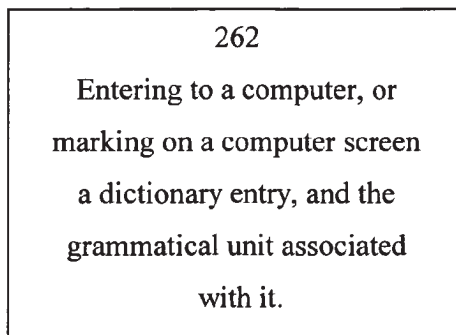 262
Entering to a computer, or
marking on a computer screen
a dictionary entry, and the
grammatical unit associated
with it.